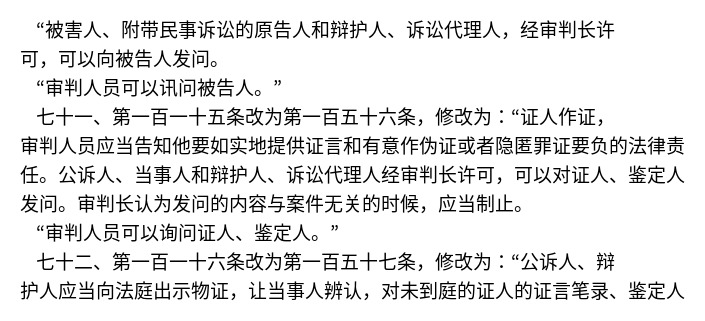 “被害人、附带民事诉讼的原告人和辩护人、诉讼代理人，经审判长许
可，可以向被告人发问。
“审判人员可以讯问被告人。”
七十一、第一百一十五条改为第一百五十六条，修改为：“证人作证，
审判人员应当告知他要如实地提供证言和有意作伪证或者隐匿罪证要负的法律责
任。公诉人、当事人和辩护人、诉讼代理人经审判长许可，可以对证人、鉴定人
发问。审判长认为发问的内容与案件无关的时候，应当制止。
“审判人员可以询问证人、鉴定人。”
七十二、第一百一十六条改为第一百五十七条，修改为：“公诉人、辩
护人应当向法庭出示物证，让当事人辨认，对未到庭的证人的证言笔录、鉴定人